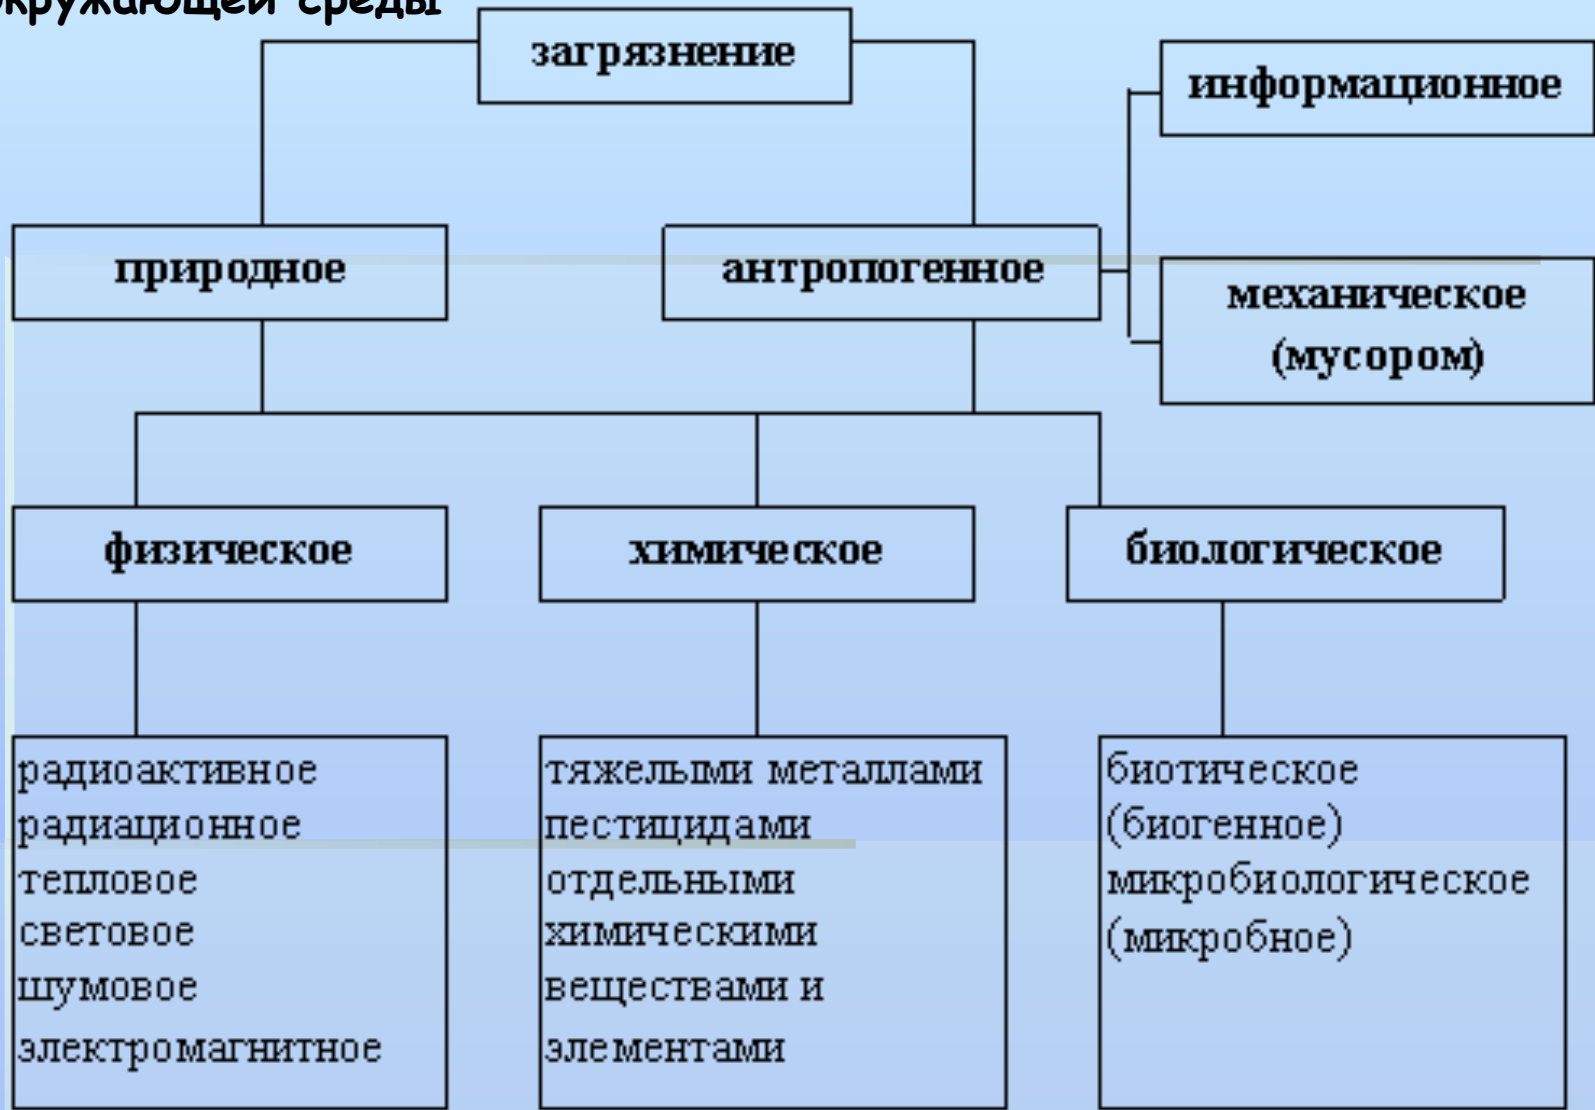 окружающей среды
загрязнение
информационное
природное
антропогенное
механическое
(мусором)
физическое
химическое
биологическое
радиоактивное
радиационное
тепловое
световое
шумовое
электромагнитное
тяжелыми металлами
пестицидами
отдельными
химическими
веществами и
элементами
биотическое
(биогенное)
микробиологическое
(микробное)